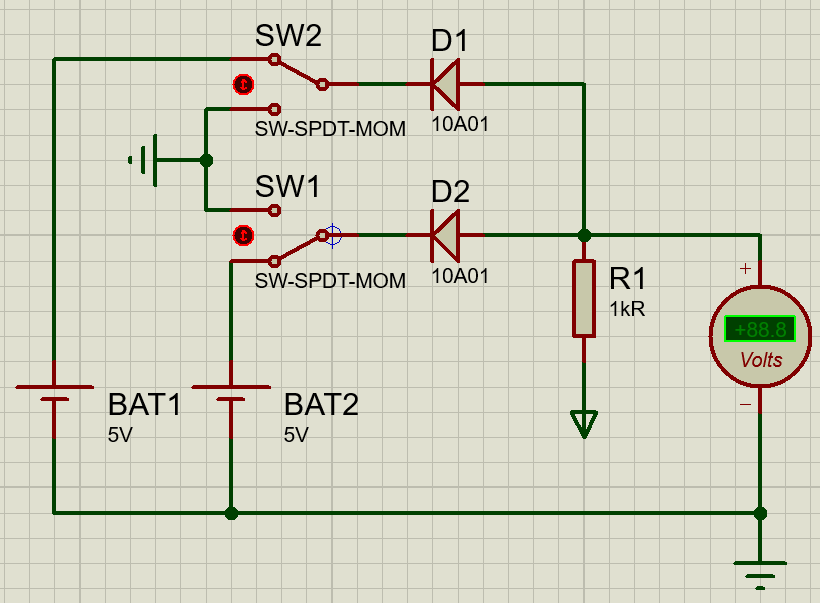 SW2
D1
SW-SPDT-MOM
10A01
SW1
D2
SW-SPDT-MOM
10A01
R1
1kR
+
+88.8
Volts
−
BAT1
5V
BAT2
5V